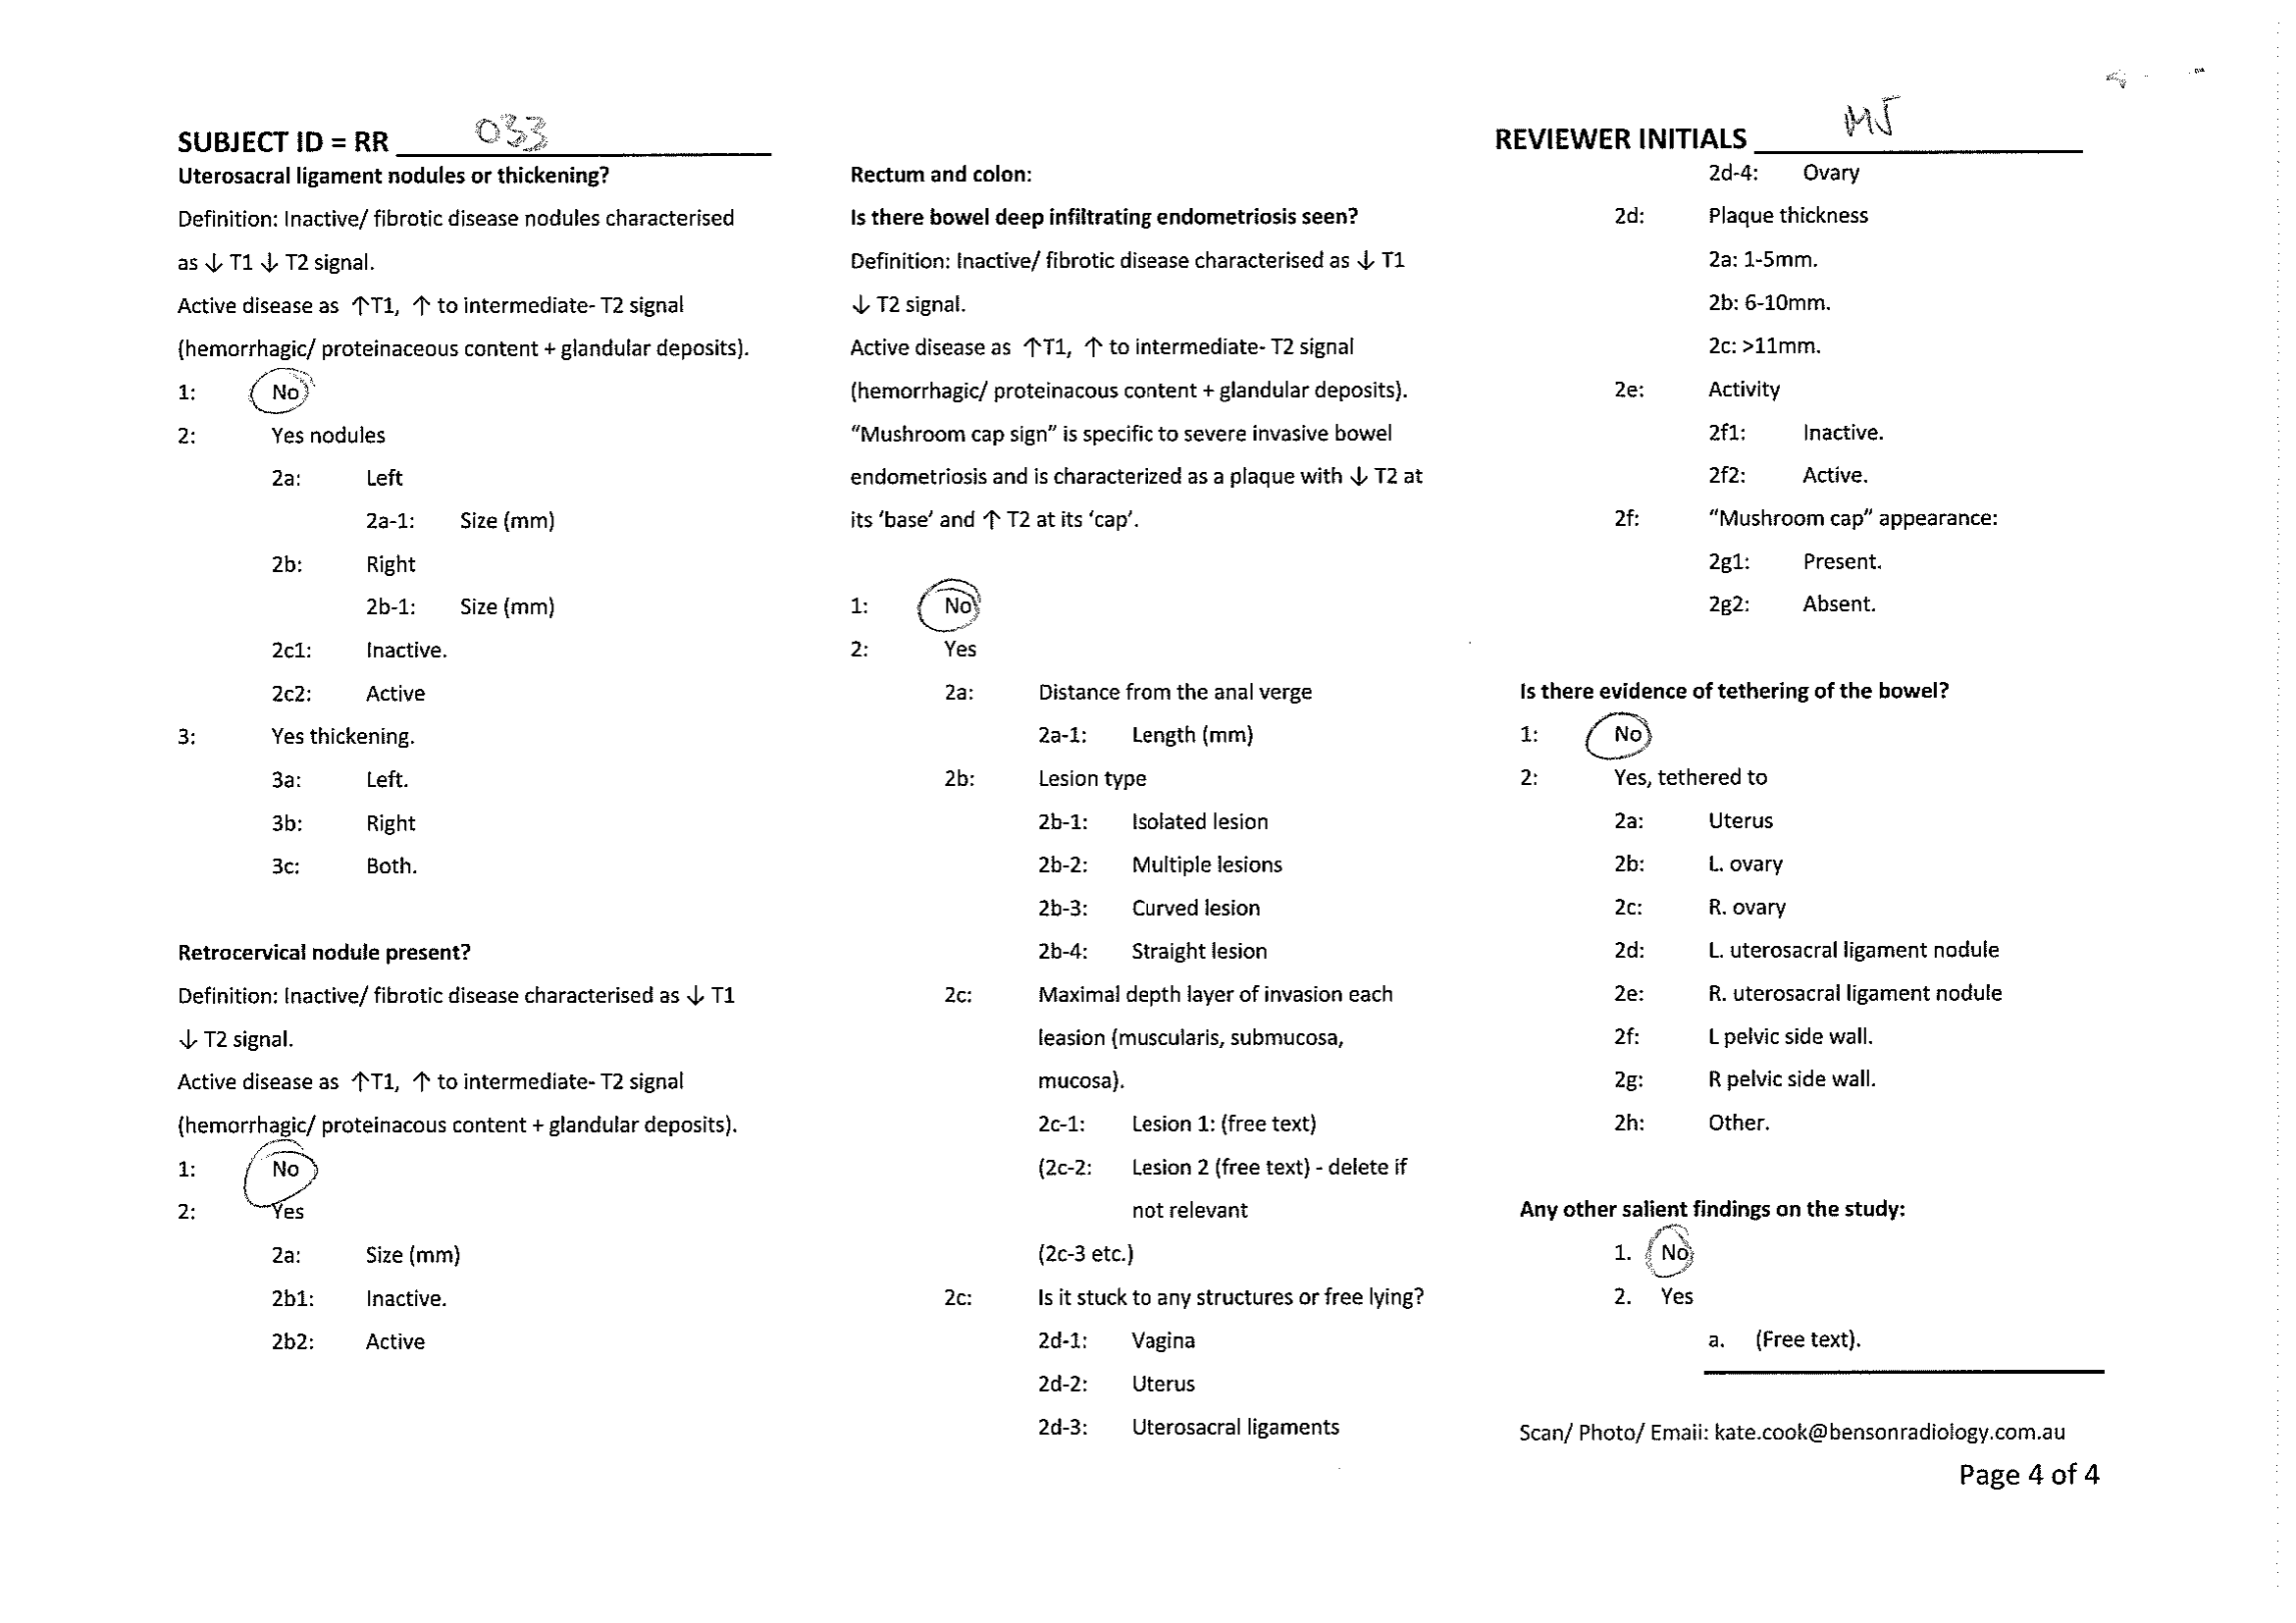 SUBJECT ID = RR 033
Uterosacral ligament nodules or thickening?
Definition: Inactive/ fibrotic disease nodules characterised
as ↓ T1 ↓ T2 signal.
Active disease as ↑T1, ↑ to intermediate- T2 signal
(hemorrhagic/ proteinaceous content + glandular deposits).
1: No
2: Yes nodules
2a: Left
2a-1: Size (mm)
2b: Right
2b-1: Size (mm)
2c1: Inactive.
2c2: Active
3: Yes thickening.
3a: Left.
3b: Right
3c: Both.
Retrocervical nodule present?
Definition: Inactive/ fibrotic disease characterised as ↓ T1
↓ T2 signal.
Active disease as ↑T1, ↑ to intermediate- T2 signal
(hemorrhagic/ proteinacous content + glandular deposits).
1: No
2: Yes
2a: Size (mm)
2b1: Inactive.
2b2: Active
Rectum and colon:
Is there bowel deep infiltrating endometriosis seen?
Definition: Inactive/ fibrotic disease characterised as ↓ T1
↓ T2 signal.
Active disease as ↑T1, ↑ to intermediate- T2 signal
(hemorrhagic/ proteinacous content + glandular deposits).
“Mushroom cap sign” is specific to severe invasive bowel
endometriosis and is characterized as a plaque with ↓ T2 at
its ‘base’ and ↑ T2 at its ‘cap’.
1: No
2: Yes
2a: Distance from the anal verge
2a-1: Length (mm)
2b: Lesion type
2b-1: Isolated lesion
2b-2: Multiple lesions
2b-3: Curved lesion
2b-4: Straight lesion
2c: Maximal depth layer of invasion each
leasion (muscularis, submucosa,
mucosa).
2c-1: Lesion 1: (free text)
(2c-2: Lesion 2 (free text) - delete if
not relevant
(2c-3 etc.)
2c: Is it stuck to any structures or free lying?
2d-1: Vagina
2d-2: Uterus
2d-3: Uterosacral ligaments
REVIEWER INITIALS MJ
2d-4: Ovary
2d: Plaque thickness
2a: 1-5mm.
2b: 6-10mm.
2c: >11mm.
2e: Activity
2f1: Inactive.
2f2: Active.
2f: “Mushroom cap” appearance:
2g1: Present.
2g2: Absent.
Is there evidence of tethering of the bowel?
1: No
2: Yes, tethered to
2a: Uterus
2b: L. ovary
2c: R. ovary
2d: L. uterosacral ligament nodule
2e: R. uterosacral ligament nodule
2f: L pelvic side wall.
2g: R pelvic side wall.
2h: Other.
Any other salient findings on the study:
1. No
2. Yes
a. (Free text).
Scan/ Photo/ Email: kate.cook@bensonradiology.com.au
Page 4 of 4